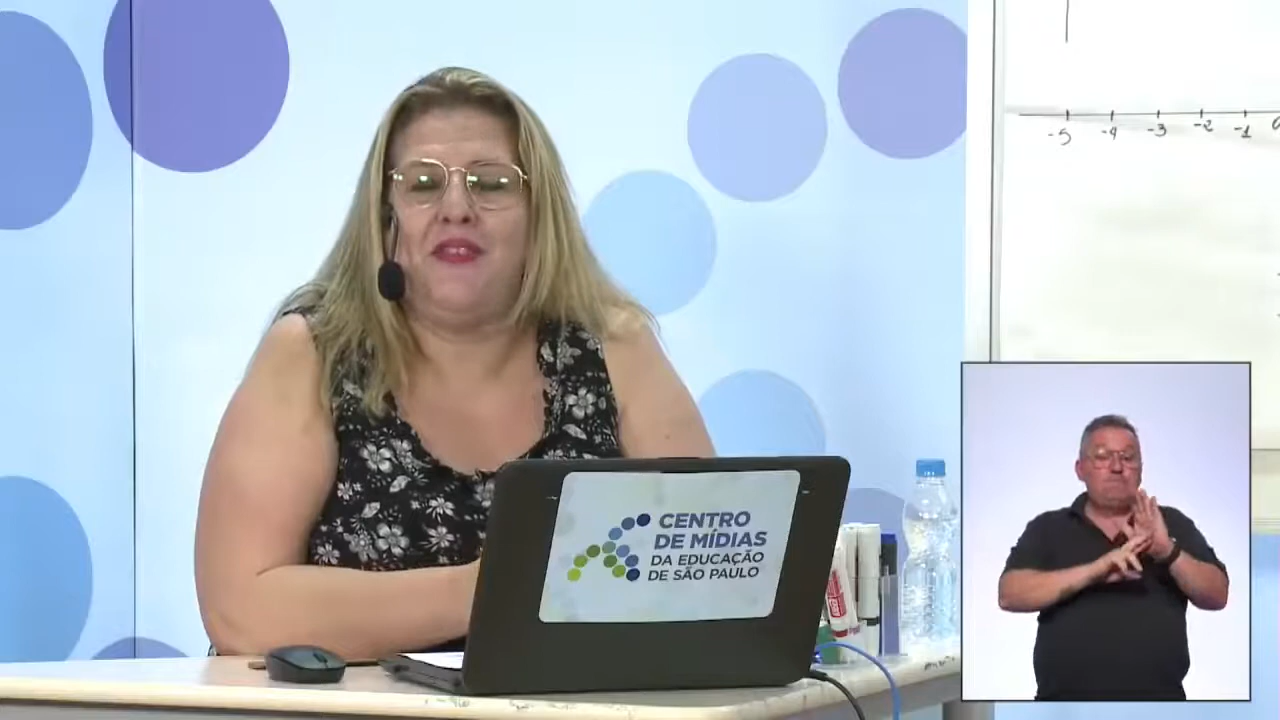 -5 -4 -3 -2 -1
CENTRO
DE MÍDIAS
DA EDUCAÇÃO
DE SÃO PAULO